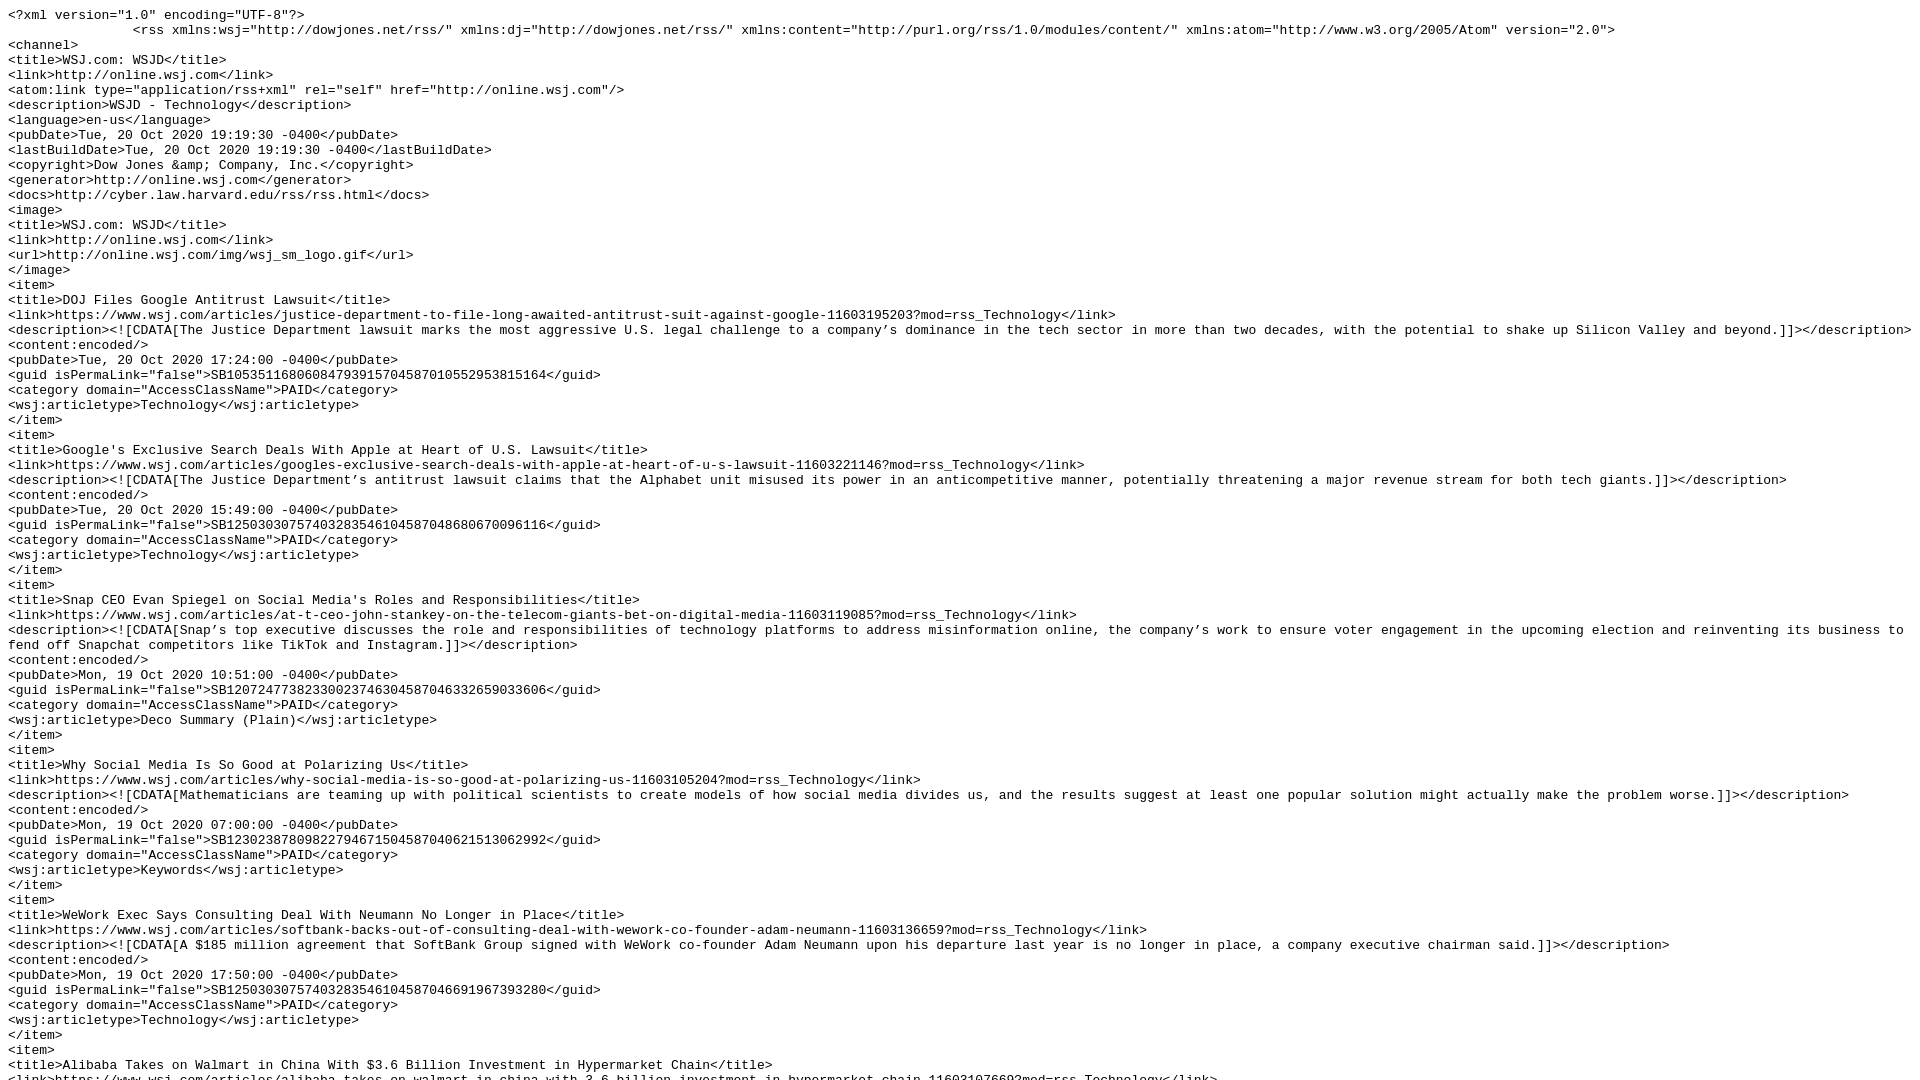 <?xml version="1.0" encoding="UTF-8"?>
<rss xmlns:wsj="http://dowjones.net/rss/" xmlns:dj="http://dowjones.net/rss/" xmlns:content="http://purl.org/rss/1.0/modules/content/" xmlns:atom="http://www.w3.org/2005/Atom" version="2.0">
<channel>
<title>WSJ.com: WSJD</title>
<link>http://online.wsj.com</link>
<atom:link type="application/rss+xml" rel="self" href="http://online.wsj.com"/>
<description>WSJD - Technology</description>
<language>en-us</language>
<pubDate>Tue, 20 Oct 2020 19:19:30 -0400</pubDate>
<lastBuildDate>Tue, 20 Oct 2020 19:19:30 -0400</lastBuildDate>
<copyright>Dow Jones &amp; Company, Inc.</copyright>
<generator>http://online.wsj.com</generator>
<docs>http://cyber.law.harvard.edu/rss/rss.html</docs>
<image>
<title>WSJ.com: WSJD</title>
<link>http://online.wsj.com</link>
<url>http://online.wsj.com/img/wsj_sm_logo.gif</url>
</image>
<item>
<title>DOJ Files Google Antitrust Lawsuit</title>
<link>https://www.wsj.com/articles/justice-department-to-file-long-awaited-antitrust-suit-against-google-11603195203?mod=rss_Technology</link>
<description><![CDATA[The Justice Department lawsuit marks the most aggressive U.S. legal challenge to a company’s dominance in the tech sector in more than two decades, with the potential to shake up Silicon Valley and beyond.]]></description>
<content:encoded/>
<pubDate>Tue, 20 Oct 2020 17:24:00 -0400</pubDate>
<guid isPermaLink="false">SB10535116806084793915704587010552953815164</guid>
<category domain="AccessClassName">PAID</category>
<wsj:articletype>Technology</wsj:articletype>
</item>
<item>
<title>Google's Exclusive Search Deals With Apple at Heart of U.S. Lawsuit</title>
<link>https://www.wsj.com/articles/googles-exclusive-search-deals-with-apple-at-heart-of-u-s-lawsuit-11603221146?mod=rss_Technology</link>
<description><![CDATA[The Justice Department’s antitrust lawsuit claims that the Alphabet unit misused its power in an anticompetitive manner, potentially threatening a major revenue stream for both tech giants.]]></description>
<content:encoded/>
<pubDate>Tue, 20 Oct 2020 15:49:00 -0400</pubDate>
<guid isPermaLink="false">SB12503030757403283546104587048680670096116</guid>
<category domain="AccessClassName">PAID</category>
<wsj:articletype>Technology</wsj:articletype>
</item>
<item>
<title>Snap CEO Evan Spiegel on Social Media's Roles and Responsibilities</title>
<link>https://www.wsj.com/articles/at-t-ceo-john-stankey-on-the-telecom-giants-bet-on-digital-media-11603119085?mod=rss_Technology</link>
<description><![CDATA[Snap’s top executive discusses the role and responsibilities of technology platforms to address misinformation online, the company’s work to ensure voter engagement in the upcoming election and reinventing its business to
fend off Snapchat competitors like TikTok and Instagram.]]></description>
<content:encoded/>
<pubDate>Mon, 19 Oct 2020 10:51:00 -0400</pubDate>
<guid isPermaLink="false">SB12072477382330023746304587046332659033606</guid>
<category domain="AccessClassName">PAID</category>
<wsj:articletype>Deco Summary (Plain)</wsj:articletype>
</item>
<item>
<title>Why Social Media Is So Good at Polarizing Us</title>
<link>https://www.wsj.com/articles/why-social-media-is-so-good-at-polarizing-us-11603105204?mod=rss_Technology</link>
<description><![CDATA[Mathematicians are teaming up with political scientists to create models of how social media divides us, and the results suggest at least one popular solution might actually make the problem worse.]]></description>
<content:encoded/>
<pubDate>Mon, 19 Oct 2020 07:00:00 -0400</pubDate>
<guid isPermaLink="false">SB12302387809822794671504587040621513062992</guid>
<category domain="AccessClassName">PAID</category>
<wsj:articletype>Keywords</wsj:articletype>
</item>
<item>
<title>WeWork Exec Says Consulting Deal With Neumann No Longer in Place</title>
<link>https://www.wsj.com/articles/softbank-backs-out-of-consulting-deal-with-wework-co-founder-adam-neumann-11603136659?mod=rss_Technology</link>
<description><![CDATA[A $185 million agreement that SoftBank Group signed with WeWork co-founder Adam Neumann upon his departure last year is no longer in place, a company executive chairman said.]]></description>
<content:encoded/>
<pubDate>Mon, 19 Oct 2020 17:50:00 -0400</pubDate>
<guid isPermaLink="false">SB12503030757403283546104587046691967393280</guid>
<category domain="AccessClassName">PAID</category>
<wsj:articletype>Technology</wsj:articletype>
</item>
<item>
<title>Alibaba Takes on Walmart in China With $3.6 Billion Investment in Hypermarket Chain</title>
<link>https://www.wsj.com/articles/alibaba-takes-on-walmart-in-china-with-3-6-billion-investment-in-hypermarket-chain-11603107669?mod=rss_Technology</link>